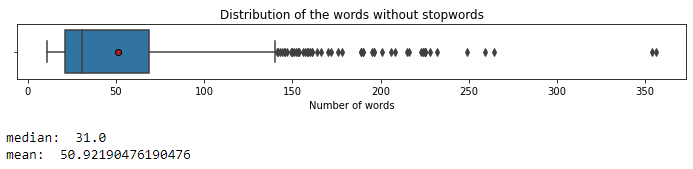 Distribution of the words without stopwords
0 50 100 150 200 250 300 350
Number of words
median: 31.0
mean: 50.92190476190476